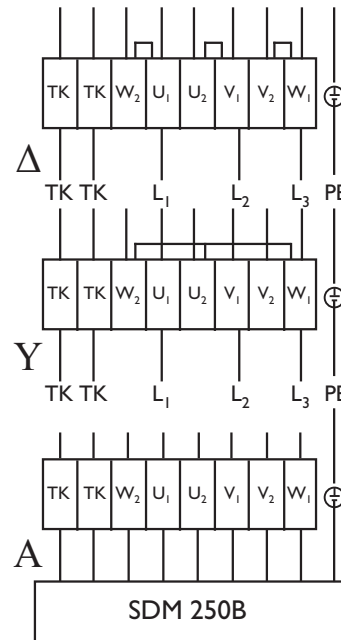 TK TK W₂ U₁ U₂ V₁ V₂ W₁
Δ
TK TK L₁ L₂ L₃ PE
TK TK W₂ U₁ U₂ V₁ V₂ W₁
Y
TK TK L₁ L₂ L₃ PE
TK TK W₂ U₁ U₂ V₁ V₂ W₁
A
SDM 250B